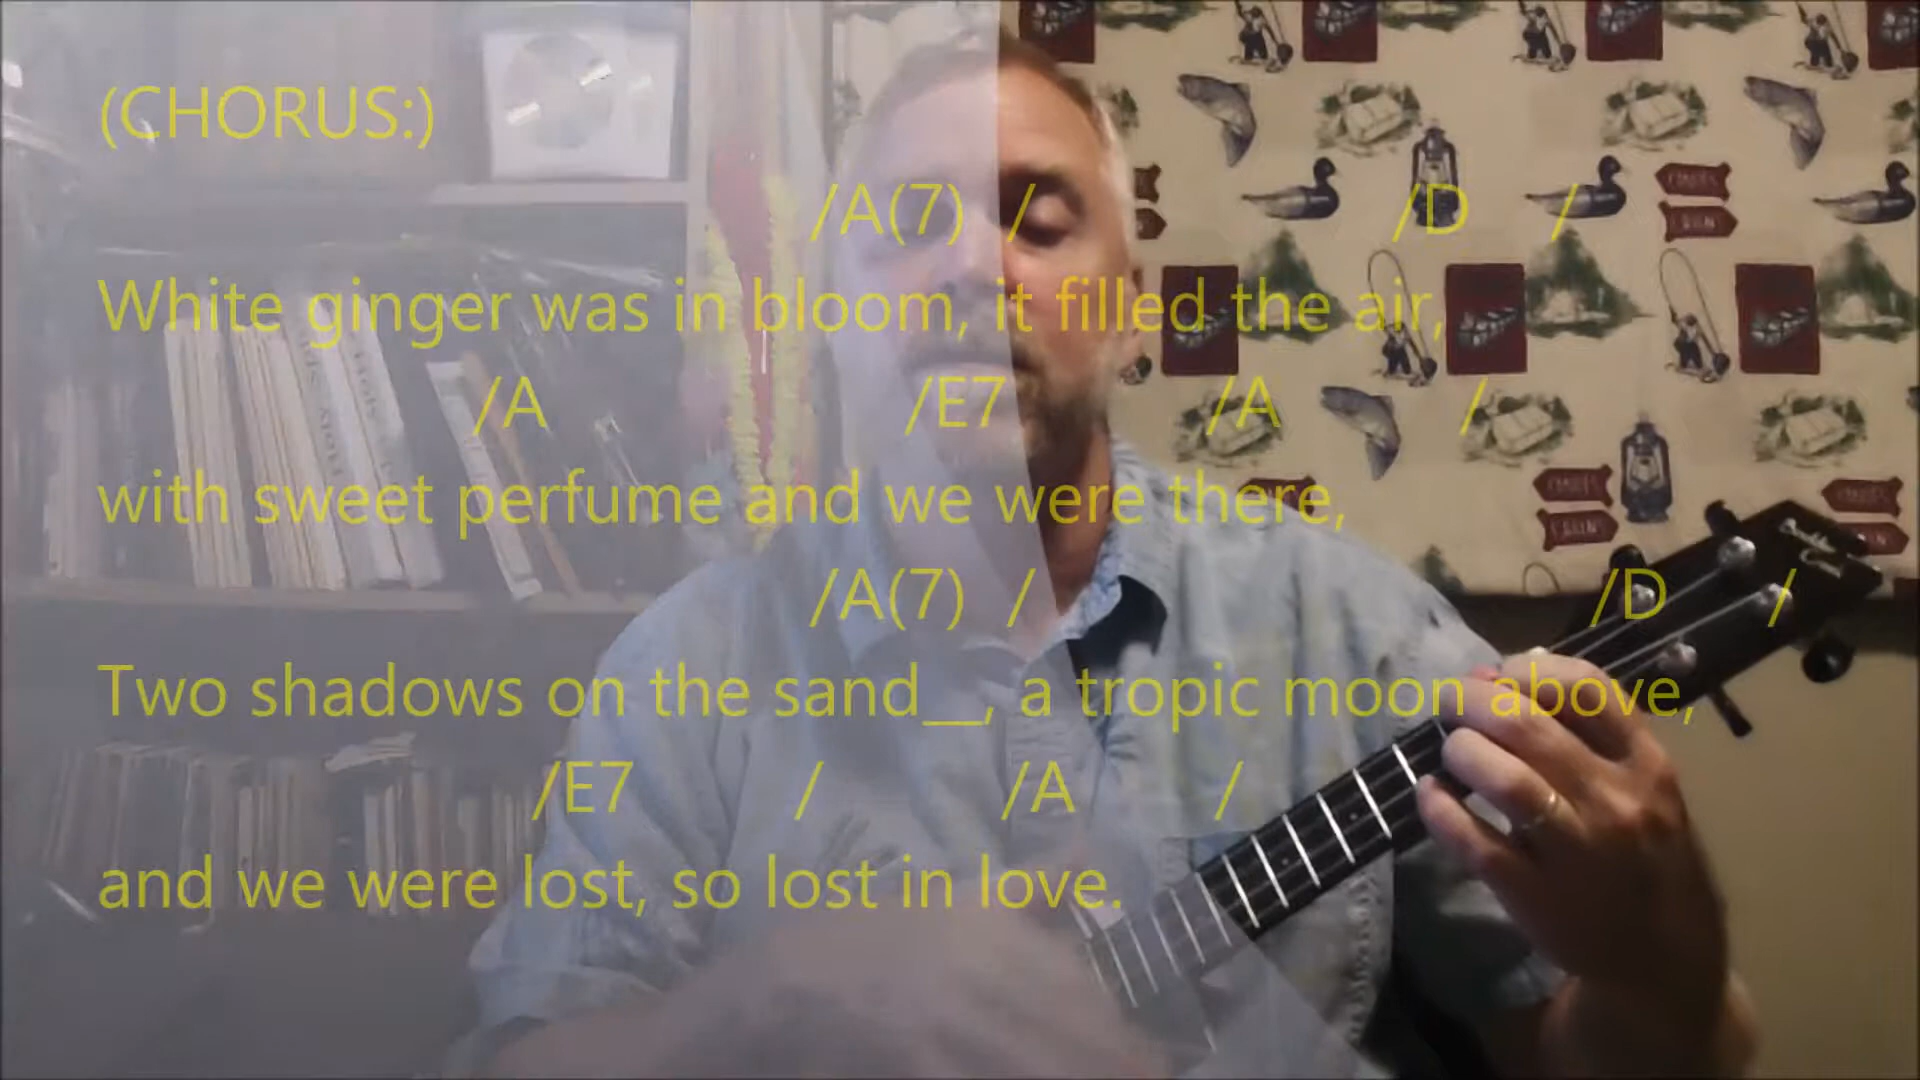 (CHORUS:)
/A(7) / /D /
White ginger was in bloom, it filled the air,
/A /E7 /A /
with sweet perfume and we were there,
/A(7) / /D /
Two shadows on the sand__, a tropic moon above,
/E7 / /A /
and we were lost, so lost in love.